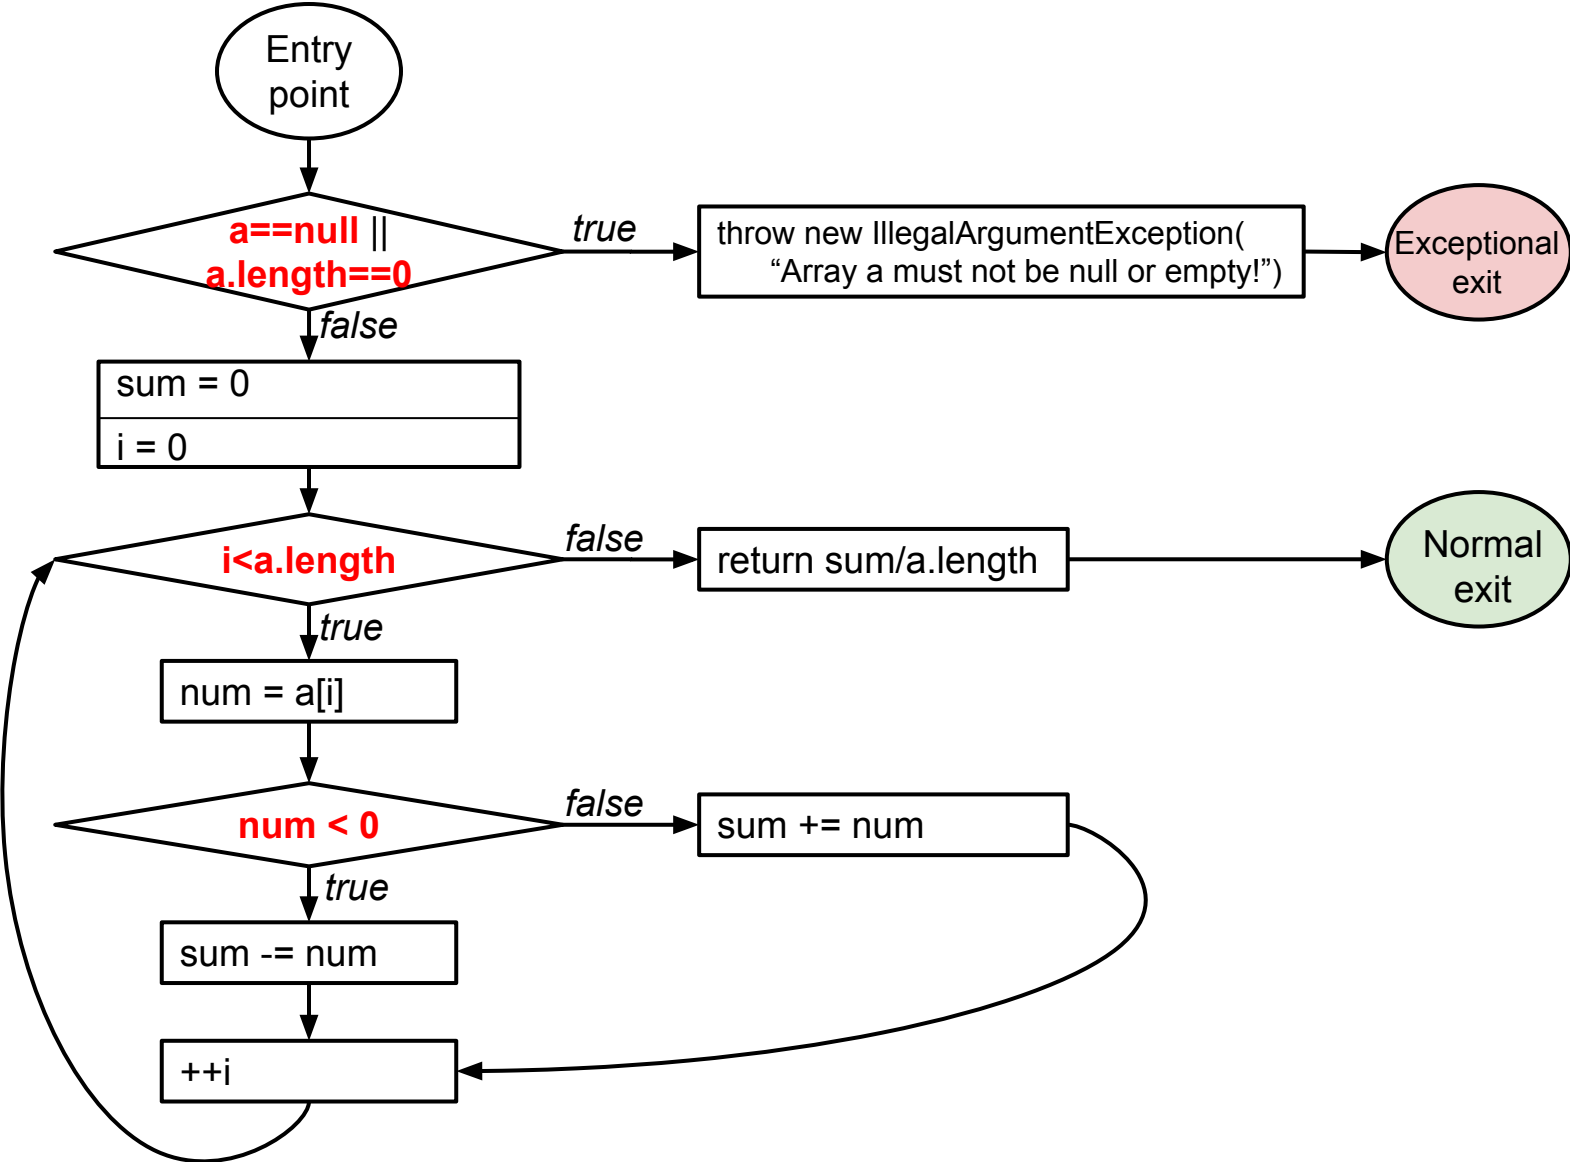 Entry
point
a==null ||
a.length==0
true
throw new IllegalArgumentException(
“Array a must not be null or empty!”)
Exceptional
exit
false
sum = 0
i = 0
i<a.length
false
return sum/a.length
Normal
exit
true
num = a[i]
num < 0
false
sum += num
true
sum -= num
++i